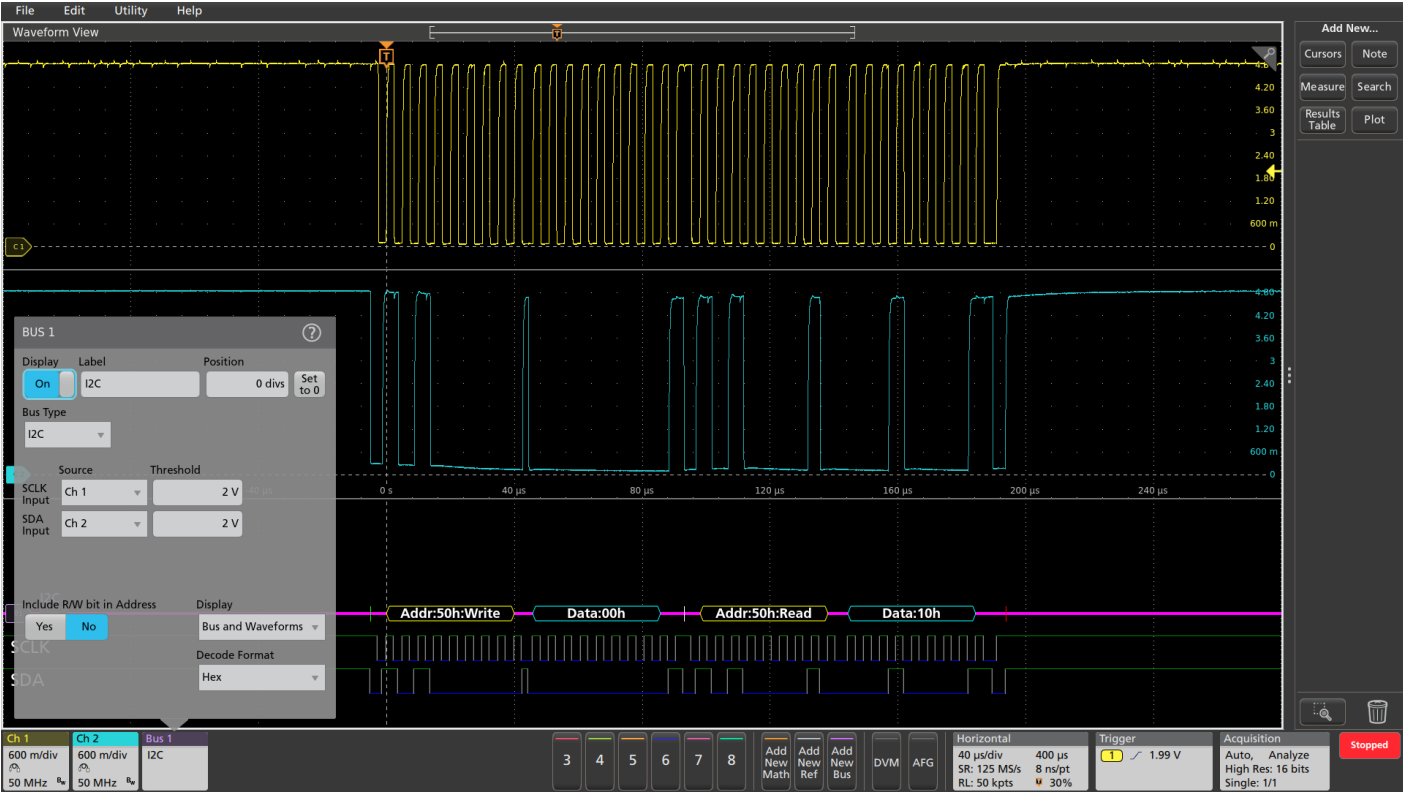 File Edit Utility Help
Waveform View
Add New...
Cursors Note
Measure Search
Results Table Plot
T
T
4.20
3.60
3
2.40
1.80
1.20
600 m
0
C1
4.80
4.20
3.60
3
2.40
1.80
1.20
600 m
0
BUS 1 ?
Display Label Position
On I2C 0 divs Set to 0
Bus Type
I2C
Source Threshold
SCLK Input Ch 1 2 V
SDA Input Ch 2 2 V
40 µs 0 s 40 µs 80 µs 120 µs 160 µs 200 µs 240 µs
I2C
Include R/W bit in Address Display
Yes No Bus and Waveforms
Decode Format
Hex
Addr:50h:Write Data:00h Addr:50h:Read Data:10h
SCLK
SDA
Ch 1
600 m/div
50 MHz Bw
Ch 2
600 m/div
50 MHz Bw
Bus 1
I2C
3 4 5 6 7 8
Add New Math
Add New Ref
Add New Bus
DVM AFG
Horizontal
40 µs/div 400 µs
SR: 125 MS/s 8 ns/pt
RL: 50 kpts T 30%
Trigger
1 1.99 V
Acquisition
Auto, Analyze
High Res: 16 bits
Single: 1/1
Stopped